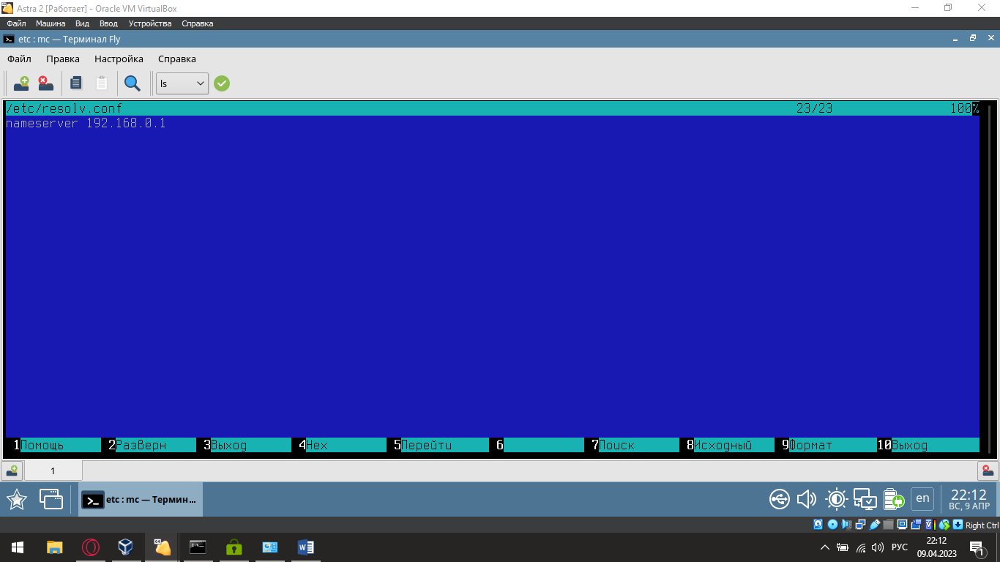 Astra 2 [Работает] - Oracle VM VirtualBox
Файл Машина Вид Ввод Устройства Справка
etc : mc — Терминал Fly
Файл Правка Настройка Справка
ls
/etc/resolv.conf 23/23 100%
nameserver 192.168.0.1
1Помощь 2РазВерн 3Выход 4Hex 5Перейти 6 7Поиск 8Исходный 9Формат 10Выход
1
etc : mc — Термин...
en
22:12
ВС, 9 АПР
Right Ctrl
РУС
22:12
09.04.2023
1